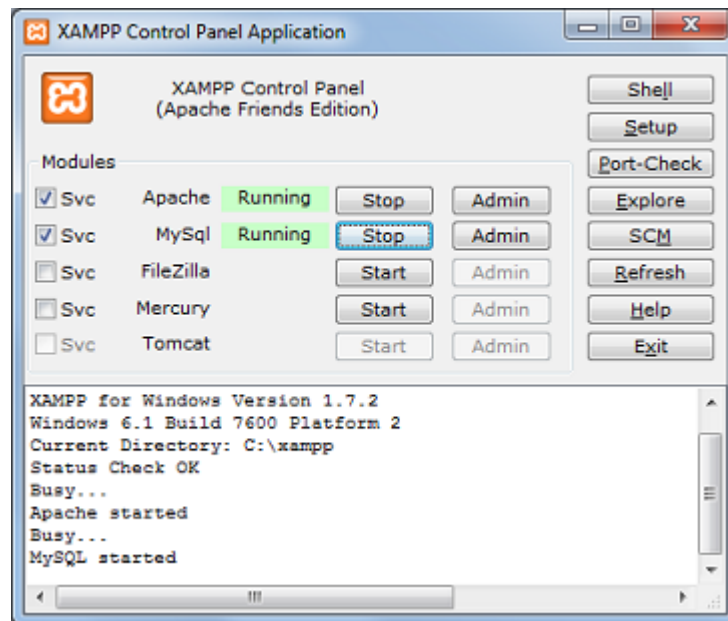 XAMPP Control Panel Application
XAMPP Control Panel
(Apache Friends Edition)
Shell
Setup
Modules
Port-Check
Svc Apache Running Stop Admin Explore
Svc MySql Running Stop Admin SCM
Svc FileZilla Start Admin Refresh
Svc Mercury Start Admin Help
Svc Tomcat Start Admin Exit
XAMPP for Windows Version 1.7.2
Windows 6.1 Build 7600 Platform 2
Current Directory: C:\xampp
Status Check OK
Busy...
Apache started
Busy...
MySQL started